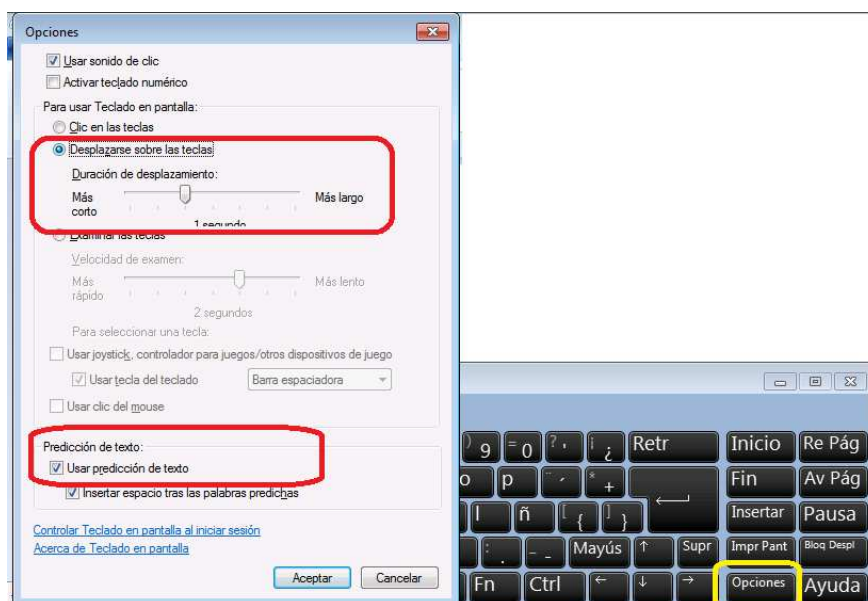 Opciones
Usar sonido de clic
Activar teclado numérico
Para usar Teclado en pantalla:
Clic en las teclas
Desplazarse sobre las teclas
Duración de desplazamiento:
Más corto
Más largo
1 segundo
Examinar las teclas
Velocidad de examen:
Más rápido
Más lento
2 segundos
Para seleccionar una tecla:
Usar joystick, controlador para juegos/otros dispositivos de juego
Usar tecla del teclado
Barra espaciadora
Usar clic del mouse
Predicción de texto:
Usar predicción de texto
Insertar espacio tras las palabras predichas
Controlar Teclado en pantalla al iniciar sesión
Acerca de Teclado en pantalla
Aceptar Cancelar
) 9 = 0 ? ' ¡ ¿ Retr Inicio Re Pág
o p ¨ ´ * + Fin Av Pág
l ñ [ { ] } Insertar Pausa
: . _ - Mayús ↑ Supr Impr Pant Bloq Despl
Fn Ctrl ← ↓ → Opciones Ayuda